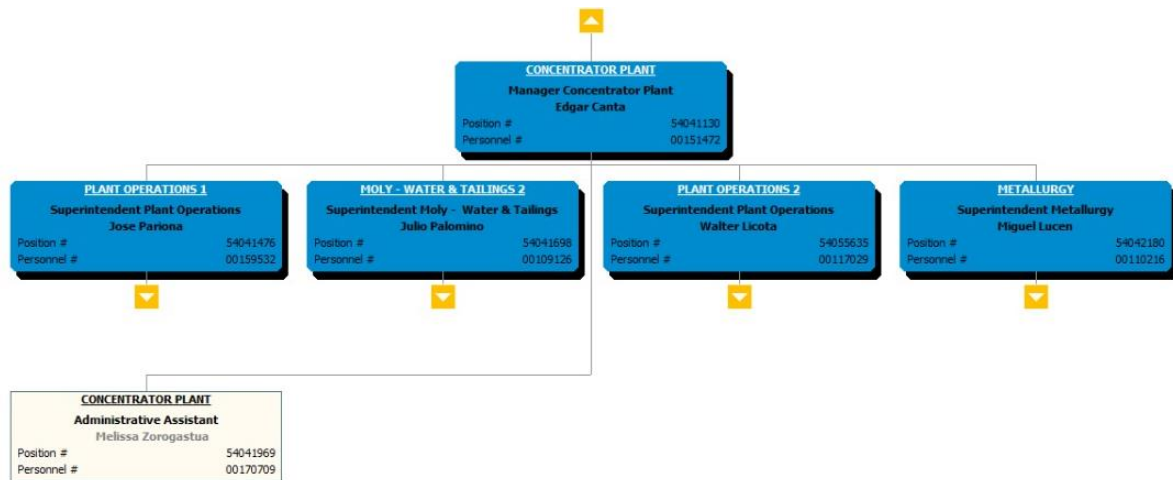 CONCENTRATOR PLANT
Manager Concentrator Plant
Edgar Canta
Position # 54041130
Personnel # 00151472
PLANT OPERATIONS 1
Superintendent Plant Operations
Jose Pariona
Position # 54041476
Personnel # 00159532
MOLY - WATER & TAILINGS 2
Superintendent Moly - Water & Tailings
Julio Palomino
Position # 54041698
Personnel # 00109126
PLANT OPERATIONS 2
Superintendent Plant Operations
Walter Licota
Position # 54055635
Personnel # 00117029
METALLURGY
Superintendent Metallurgy
Miguel Lucen
Position # 54042180
Personnel # 00110216
CONCENTRATOR PLANT
Administrative Assistant
Melissa Zorogastua
Position # 54041969
Personnel # 00170709